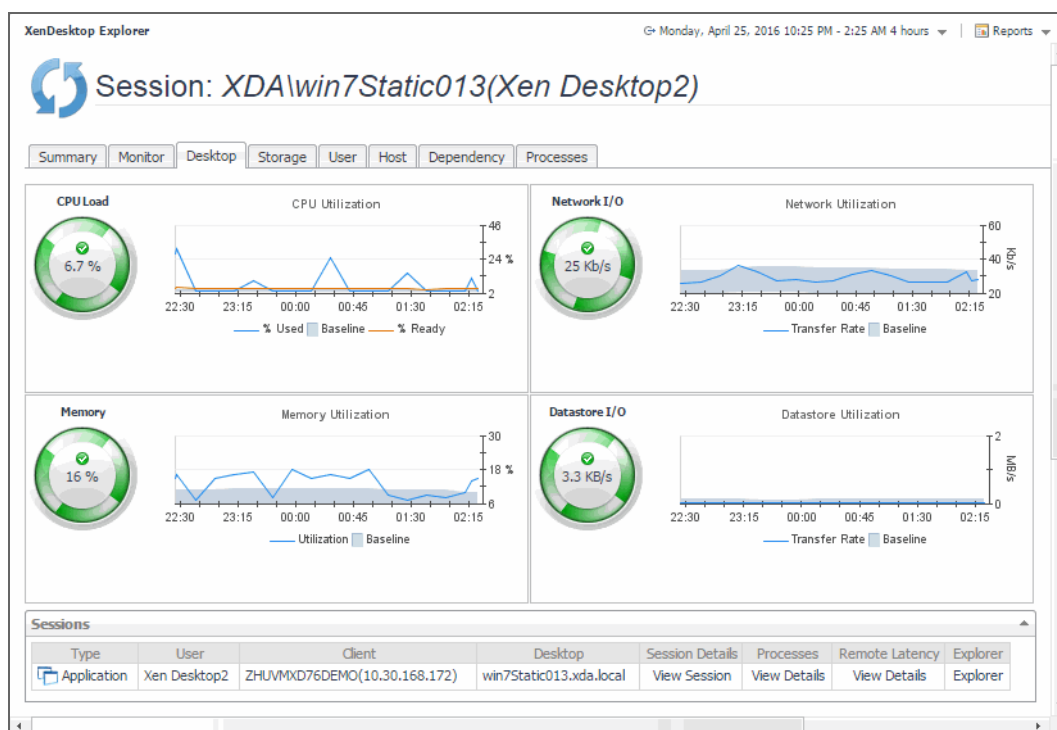 XenDesktop Explorer
Monday, April 25, 2016 10:25 PM - 2:25 AM 4 hours | Reports
Session: XDA\win7Static013(Xen Desktop2)
Summary Monitor Desktop Storage User Host Dependency Processes
CPU Load
6.7 %
CPU Utilization
46
24 %
2
22:30 23:15 00:00 00:45 01:30 02:15
% Used Baseline % Ready
Network I/O
25 Kb/s
Network Utilization
60
40
20
Kb/s
22:30 23:15 00:00 00:45 01:30 02:15
Transfer Rate Baseline
Memory
16 %
Memory Utilization
30
18 %
6
22:30 23:15 00:00 00:45 01:30 02:15
Utilization Baseline
Datastore I/O
3.3 KB/s
Datastore Utilization
2
1
0
MB/s
22:30 23:15 00:00 00:45 01:30 02:15
Transfer Rate Baseline
Sessions
Type User Client Desktop Session Details Processes Remote Latency Explorer
Application Xen Desktop2 ZHUVMXD76DEMO(10.30.168.172) win7Static013.xda.local View Session View Details View Details Explorer